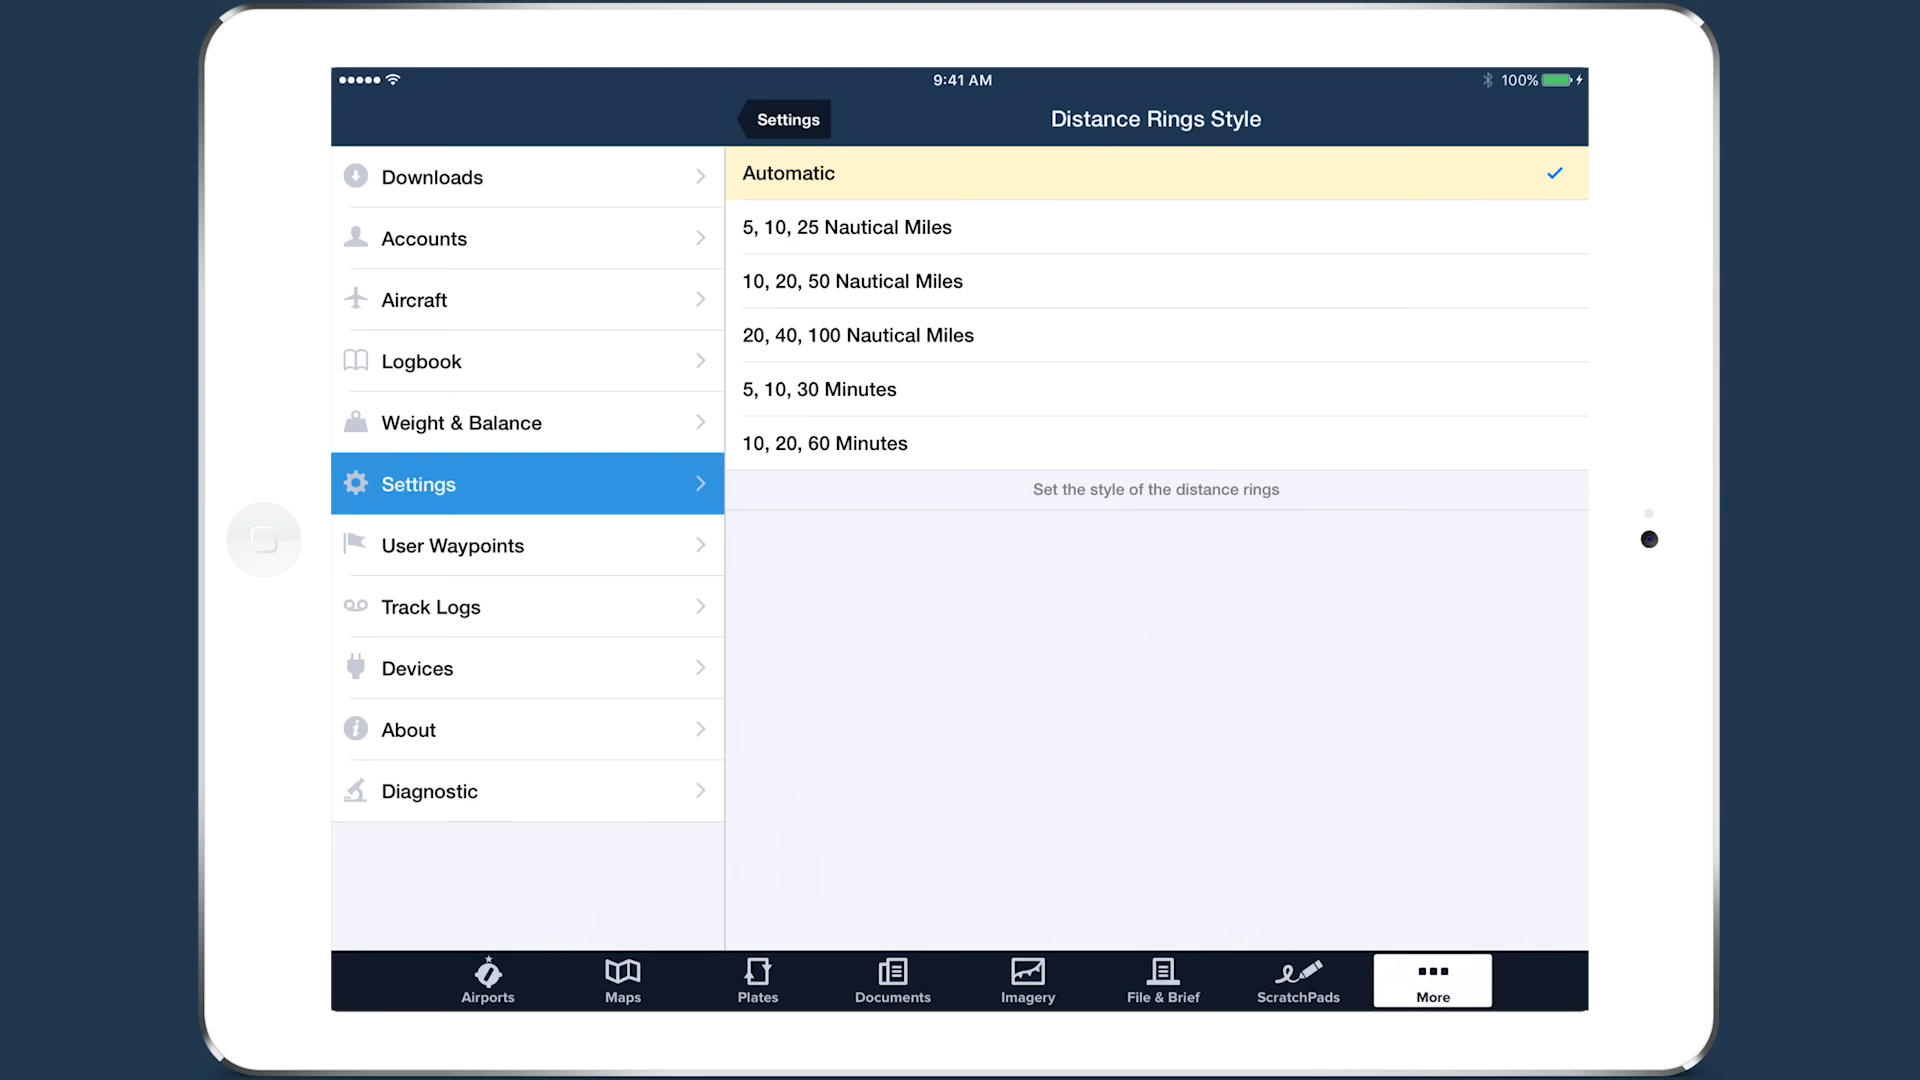 9:41 AM
100%
Settings
Distance Rings Style
Downloads
Accounts
Aircraft
Logbook
Weight & Balance
Settings
User Waypoints
Track Logs
Devices
About
Diagnostic
Automatic
5, 10, 25 Nautical Miles
10, 20, 50 Nautical Miles
20, 40, 100 Nautical Miles
5, 10, 30 Minutes
10, 20, 60 Minutes
Set the style of the distance rings
Airports
Maps
Plates
Documents
Imagery
File & Brief
ScratchPads
More